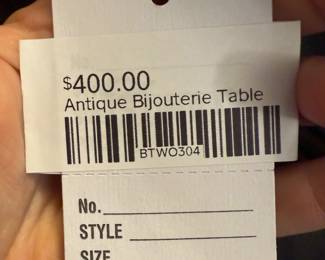 $400.00
Antique Bijouterie Table
BTWO304
No.
STYLE
SIZE